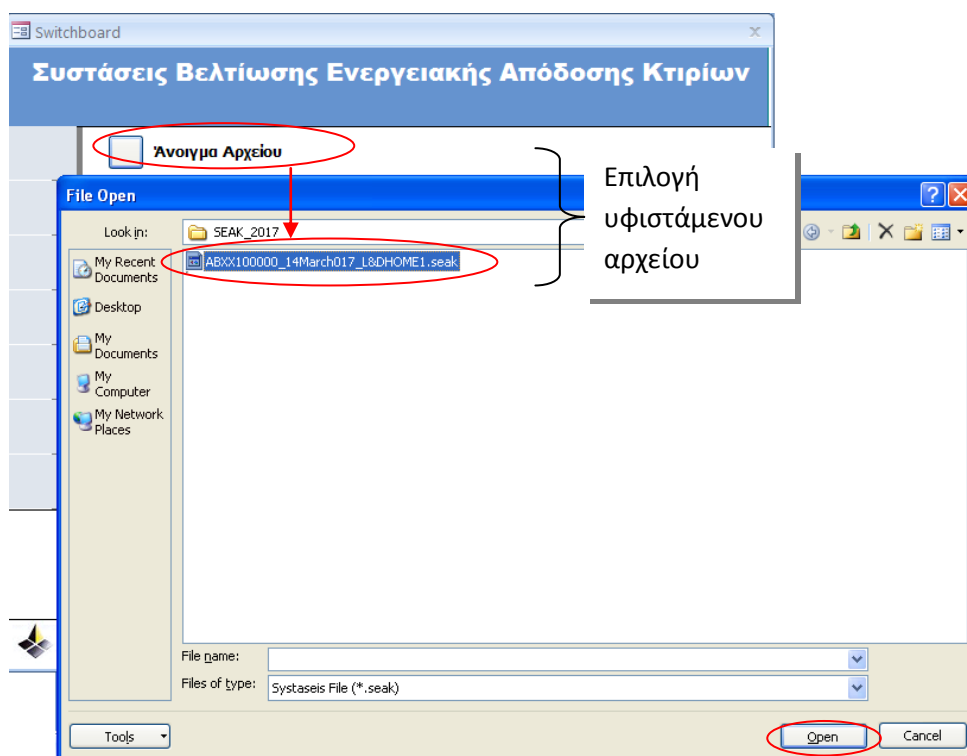 Switchboard
Συστάσεις Βελτίωσης Ενεργειακής Απόδοσης Κτιρίων
Άνοιγμα Αρχείου
Επιλογή
υφιστάμενου
αρχείου
File Open
Look in:
SEAK_2017
My Recent
Documents
ABXX100000_14March017_L&DHOME1.seak
Desktop
My
Documents
My
Computer
My Network
Places
File name:
Files of type:
Systaseis File (*.seak)
Tools
Open
Cancel